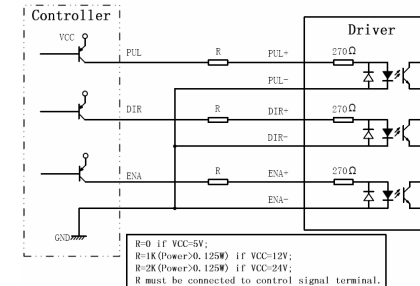 Controller
Driver
VCC
PUL R PUL+ 270Ω
PUL-
DIR R DIR+ 270Ω
DIR-
ENA R ENA+ 270Ω
ENA-
GND
R=0 if VCC=5V;
R=1K(Power>0.125W) if VCC=12V;
R=2K(Power>0.125W) if VCC=24V;
R must be connected to control signal terminal.